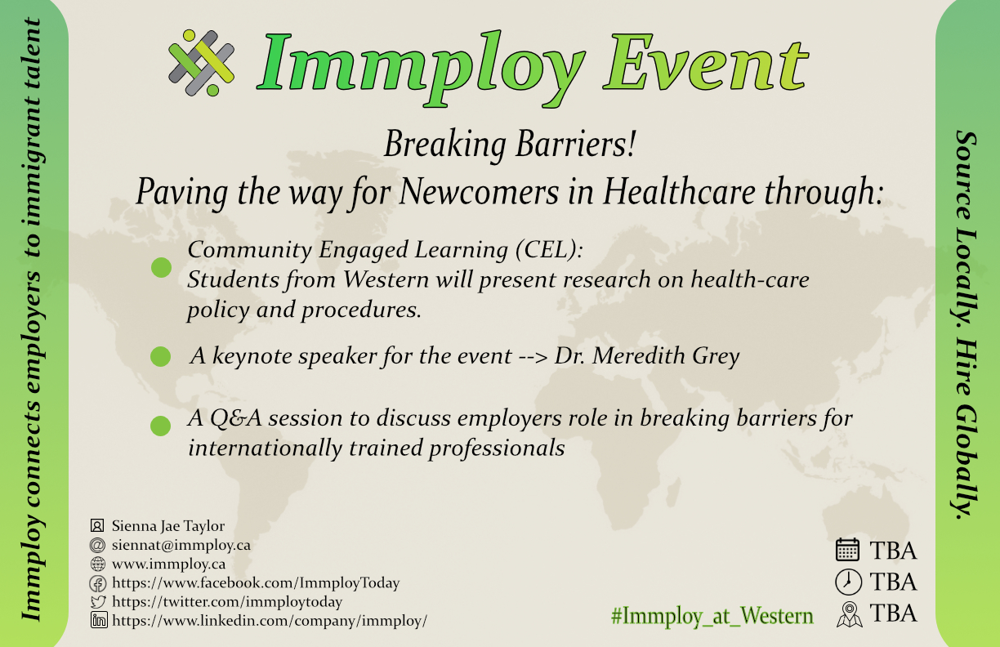 Immploy connects employers to immigrant talent
Immploy Event
Breaking Barriers!
Paving the way for Newcomers in Healthcare through:
Community Engaged Learning (CEL):
Students from Western will present research on health-care
policy and procedures.
A keynote speaker for the event --> Dr. Meredith Grey
A Q&A session to discuss employers role in breaking barriers for
internationally trained professionals
Sienna Jae Taylor
siennat@immploy.ca
www.immploy.ca
https://www.facebook.com/ImmployToday
https://twitter.com/immploytoday
https://www.linkedin.com/company/immploy/
#Immploy_at_Western
TBA
TBA
TBA
Source Locally. Hire Globally.